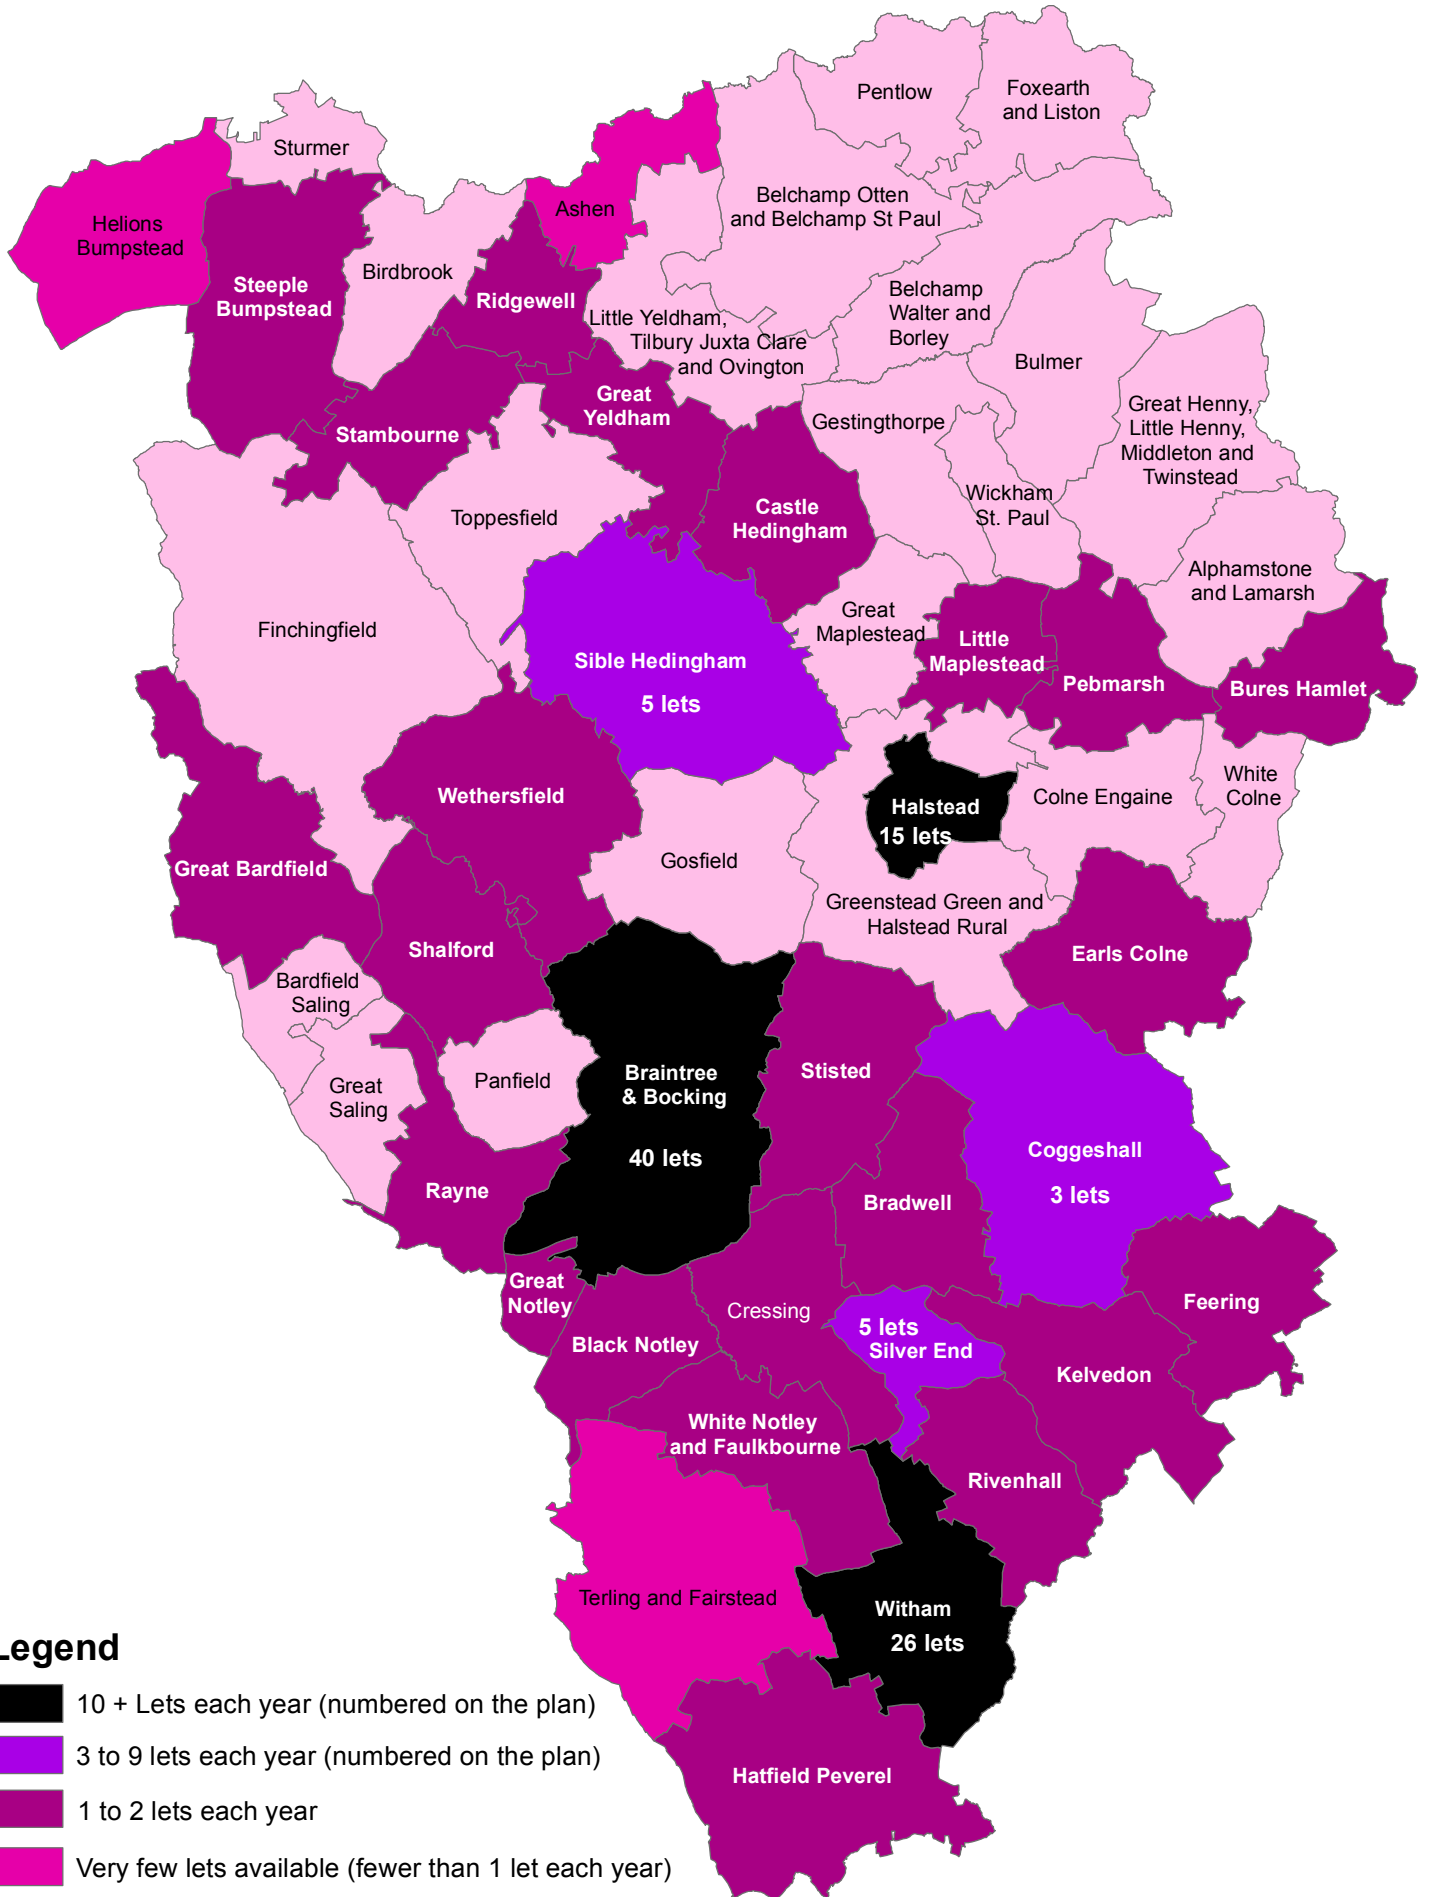 Pentlow
Foxearth
and Liston
Sturmer
Belchamp Otten
and Belchamp St Paul
Ashen
Helions
Bumpstead
Birdbrook
Steeple
Bumpstead
Ridgewell
Belchamp
Walter and
Borley
Little Yeldham,
Tilbury Juxta Clare
and Ovington
Bulmer
Great
Yeldham
Gestingthorpe
Great Henny,
Little Henny,
Middleton and
Twinstead
Stambourne
Wickham
St. Paul
Toppesfield
Castle
Hedingham
Alphamstone
and Lamarsh
Finchingfield
Great
Maplestead
Little
Maplestead
Sible Hedingham
5 lets
Pebmarsh
Bures Hamlet
Wethersfield
White
Colne
Colne Engaine
Halstead
15 lets
Great Bardfield
Gosfield
Greenstead Green and
Halstead Rural
Shalford
Earls Colne
Bardfield
Saling
Great
Saling
Panfield
Braintree
& Bocking
40 lets
Stisted
Coggeshall
3 lets
Rayne
Bradwell
Great
Notley
Cressing
Feering
Black Notley
5 lets
Silver End
Kelvedon
White Notley
and Faulkbourne
Rivenhall
Terling and Fairstead
Witham
26 lets
Hatfield Peverel
Legend
10 + Lets each year (numbered on the plan)
3 to 9 lets each year (numbered on the plan)
1 to 2 lets each year
Very few lets available (fewer than 1 let each year)